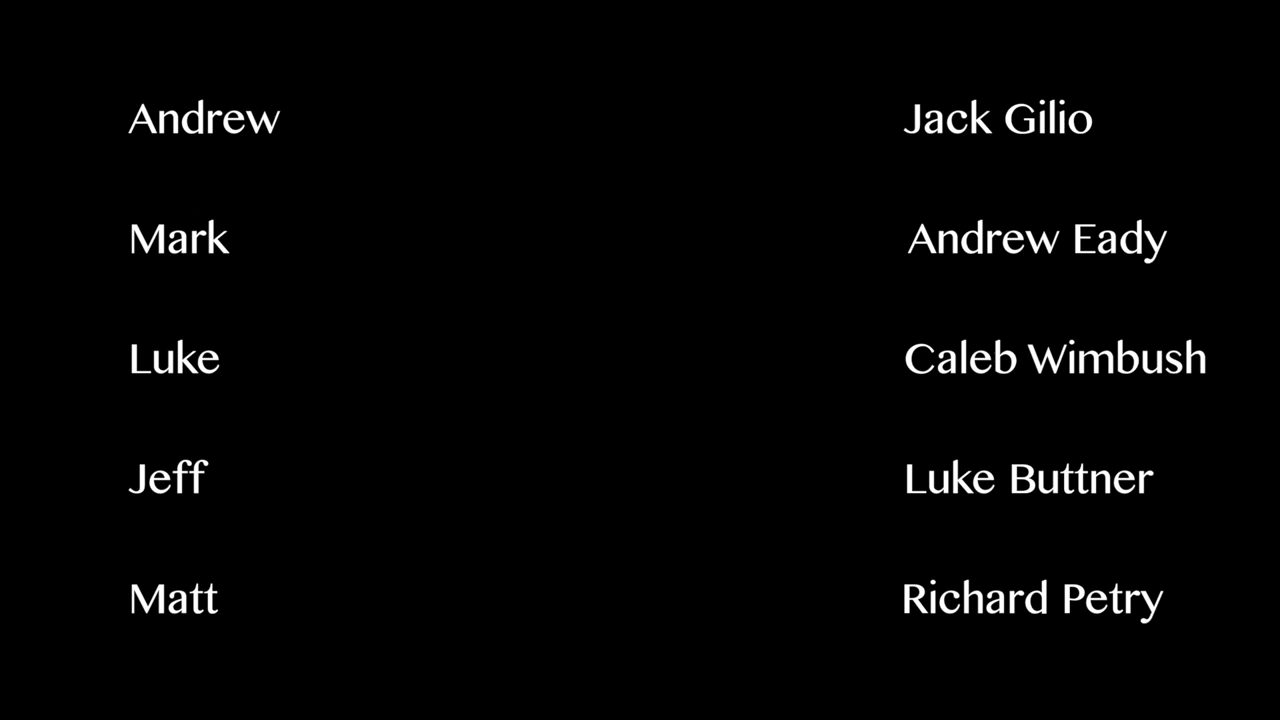 Andrew Jack Gilio
Mark Andrew Eady
Luke Caleb Wimbush
Jeff Luke Buttner
Matt Richard Petry